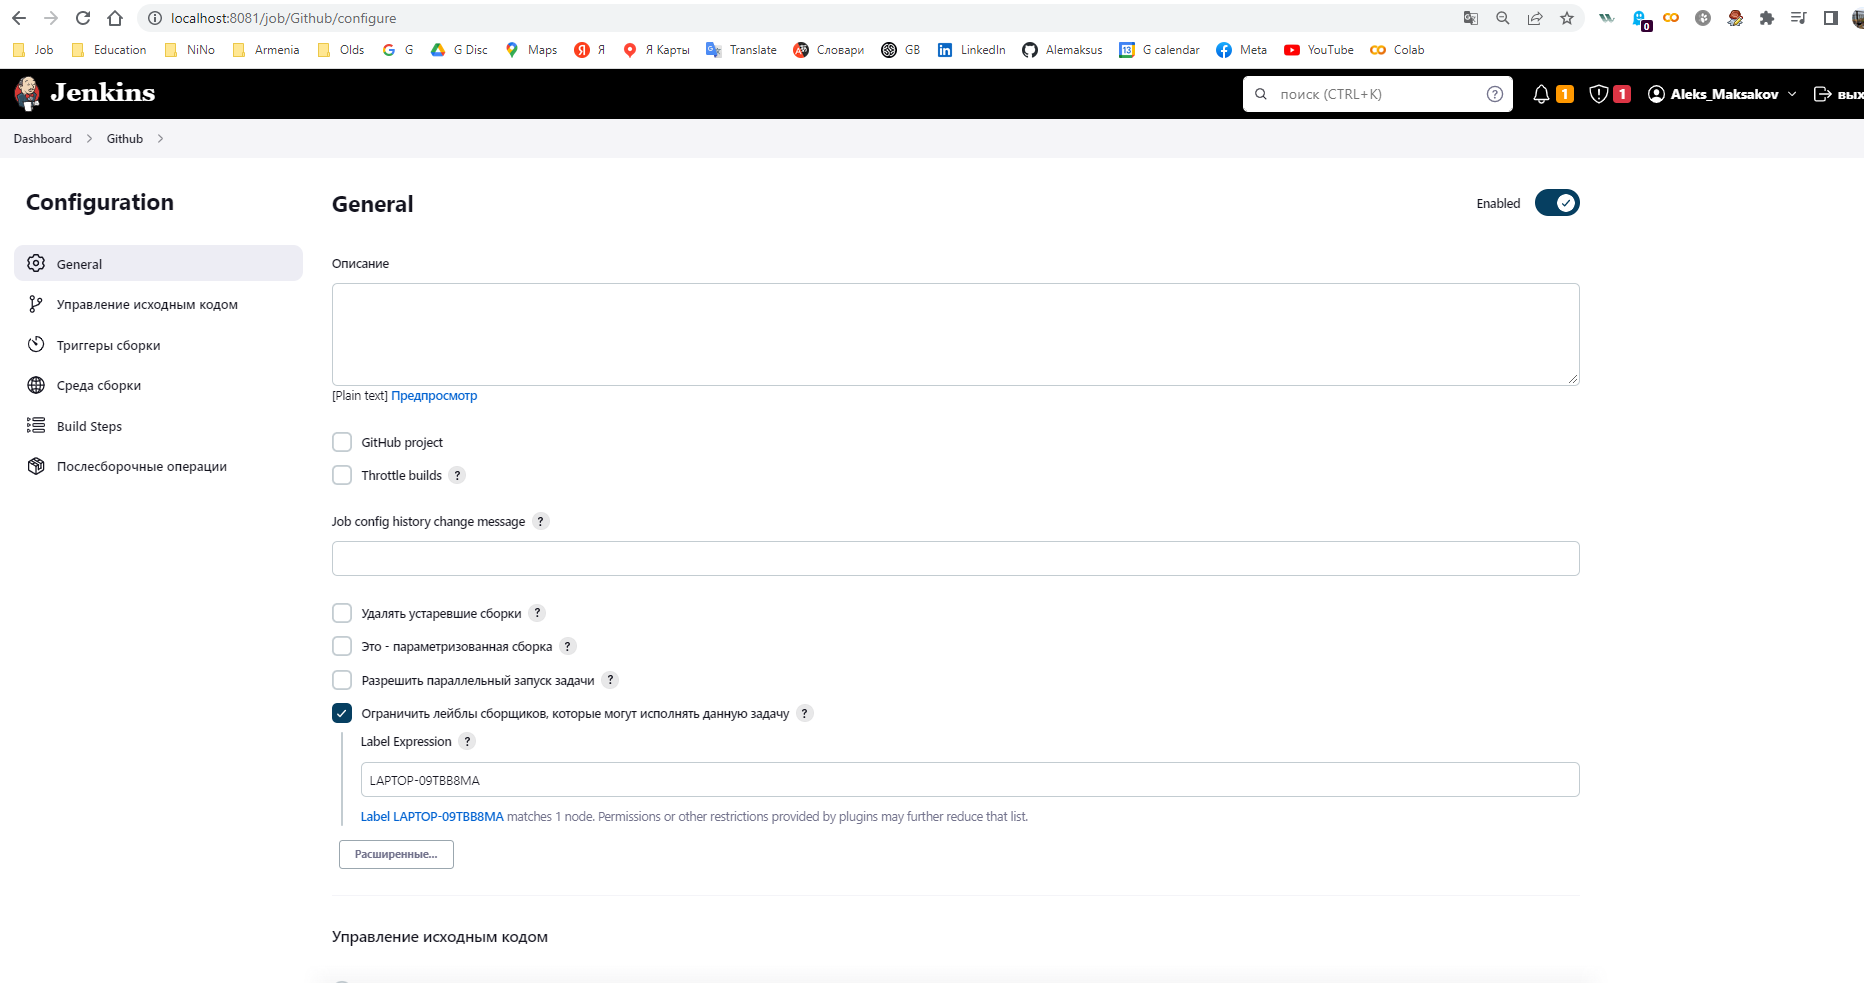 localhost:8081/job/Github/configure
0
Job Education NiNo Armenia Olds G G Disc Maps Я Я Карты Translate Словари GB LinkedIn Alemaksus 13 G calendar Meta YouTube Colab
Jenkins поиск (CTRL+K) ? 1 1 Aleks_Maksakov вых
Dashboard Github
Configuration
General
Управление исходным кодом
Триггеры сборки
Среда сборки
Build Steps
Послесборочные операции
General Enabled
Описание
[Plain text] Предпросмотр
GitHub project
Throttle builds ?
Job config history change message ?
Удалять устаревшие сборки ?
Это - параметризованная сборка ?
Разрешить параллельный запуск задачи ?
Ограничить лейблы сборщиков, которые могут исполнять данную задачу ?
Label Expression ?
LAPTOP-09TBB8MA
Label LAPTOP-09TBB8MA matches 1 node. Permissions or other restrictions provided by plugins may further reduce that list.
Расширенные...
Управление исходным кодом